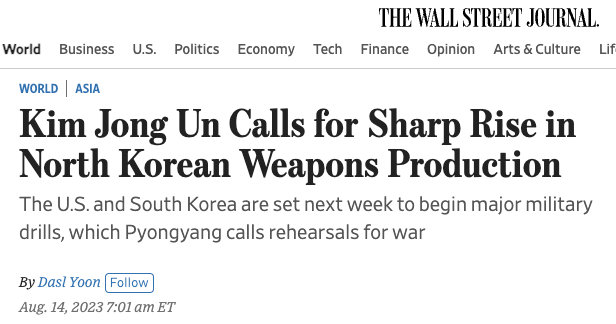 THE WALL STREET JOURNAL.
World Business U.S. Politics Economy Tech Finance Opinion Arts & Culture
WORLD | ASIA
Kim Jong Un Calls for Sharp Rise in
North Korean Weapons Production
The U.S. and South Korea are set next week to begin major military
drills, which Pyongyang calls rehearsals for war
By Dasl Yoon Follow
Aug. 14, 2023 7:01 am ET